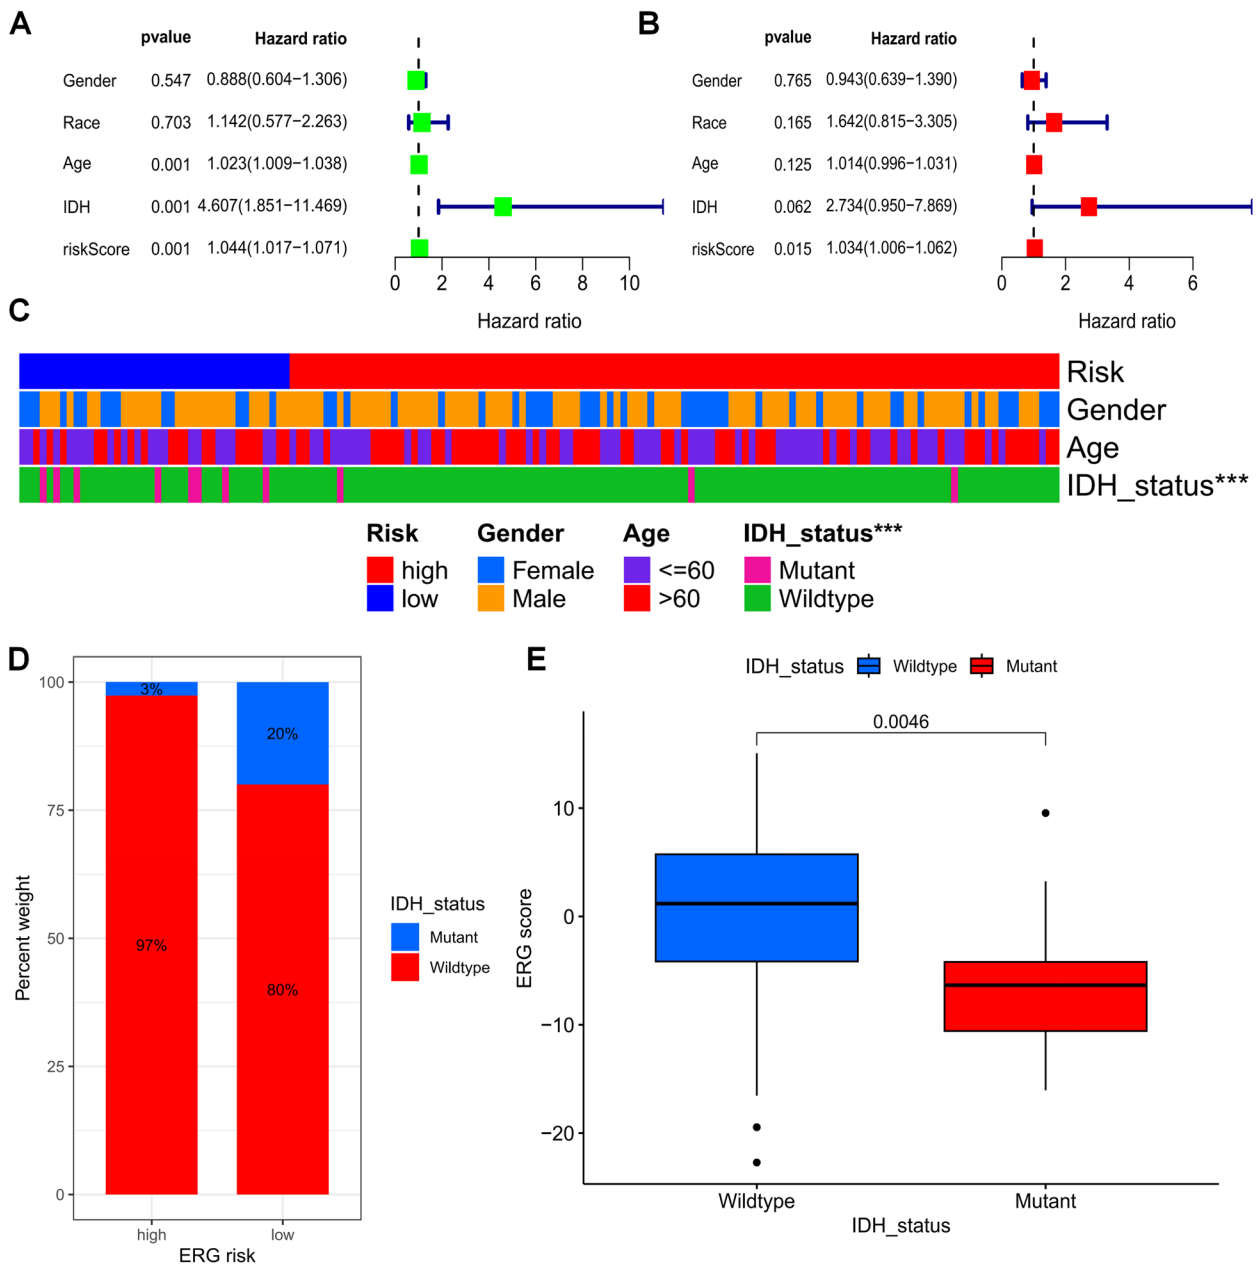 A
pvalue Hazard ratio
Gender 0.547 0.888(0.604−1.306)
Race 0.703 1.142(0.577−2.263)
Age 0.001 1.023(1.009−1.038)
IDH 0.001 4.607(1.851−11.469)
riskScore 0.001 1.044(1.017−1.071)
0 2 4 6 8 10
Hazard ratio
B
pvalue Hazard ratio
Gender 0.765 0.943(0.639−1.390)
Race 0.165 1.642(0.815−3.305)
Age 0.125 1.014(0.996−1.031)
IDH 0.062 2.734(0.950−7.869)
riskScore 0.015 1.034(1.006−1.062)
0 2 4 6
Hazard ratio
C
Risk
Gender
Age
IDH_status***
Risk Gender Age IDH_status***
high Female <=60 Mutant
low Male >60 Wildtype
D
100
75
50
25
0
Percent weight
3%
20%
97%
80%
high low
ERG risk
IDH_status
Mutant
Wildtype
E
IDH_status Wildtype Mutant
0.0046
10
0
−10
−20
ERG score
Wildtype Mutant
IDH_status